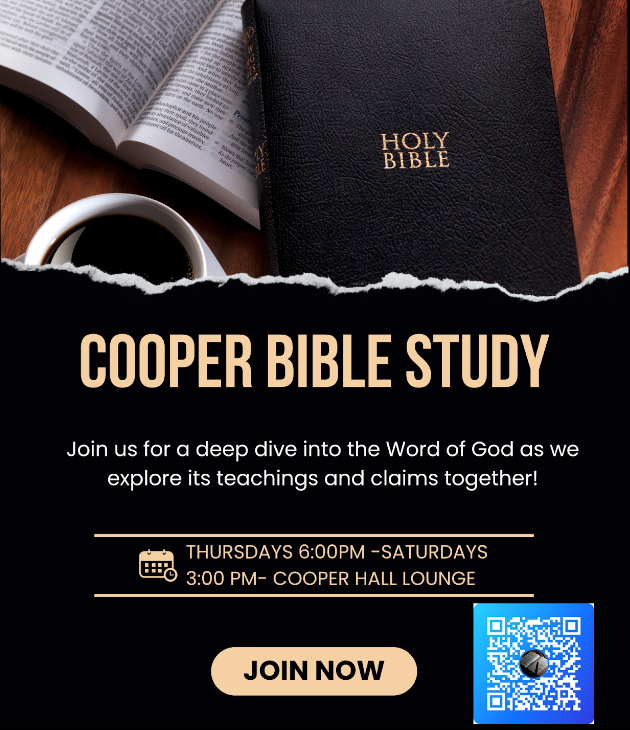 HOLY
BIBLE
COOPER BIBLE STUDY
Join us for a deep dive into the Word of God as we
explore its teachings and claims together!
THURSDAYS 6:00PM -SATURDAYS
3:00 PM- COOPER HALL LOUNGE
JOIN NOW